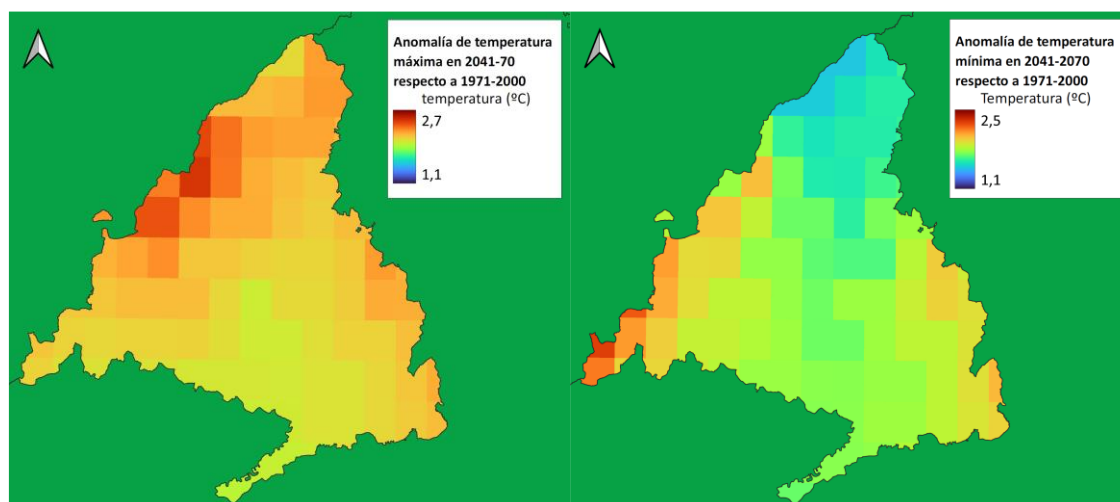 Anomalía de temperatura
máxima en 2041-70
respecto a 1971-2000
temperatura (ºC)
2,7
1,1
Anomalía de temperatura
mínima en 2041-2070
respecto a 1971-2000
Temperatura (ºC)
2,5
1,1